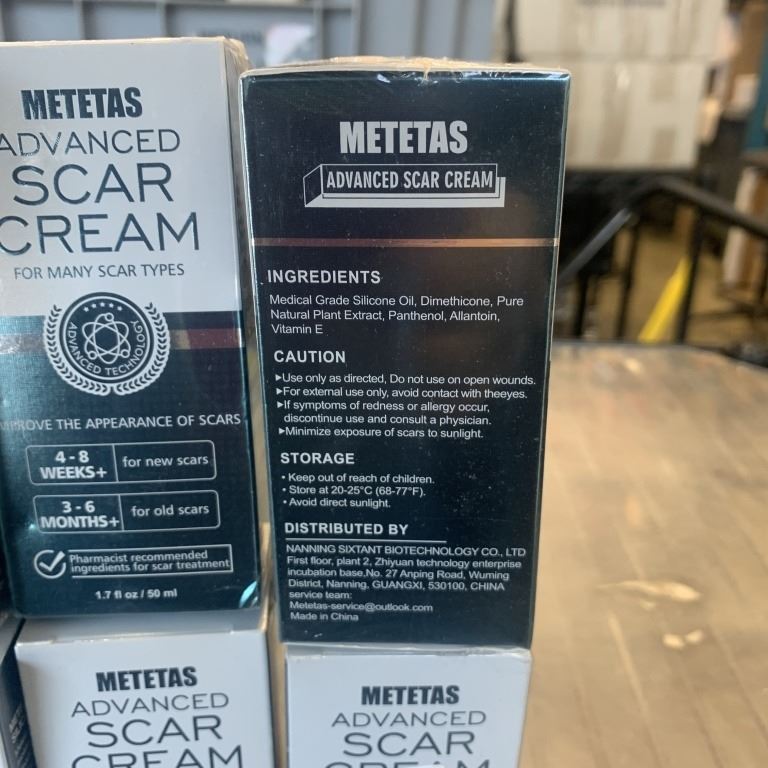 METETAS
ADVANCED
SCAR
CREAM
FOR MANY SCAR TYPES
ADVANCED TECHNOLOGY
THE APPEARANCE OF SCARS
4 - 8
WEEKS+
for new scars
3 - 6
MONTHS+
for old scars
Pharmacist recommended
ingredients for scar treatment
1.7 fl oz / 50 ml
METETAS
ADVANCED SCAR CREAM
INGREDIENTS
Medical Grade Silicone Oil, Dimethicone, Pure
Natural Plant Extract, Panthenol, Allantoin,
Vitamin E
CAUTION
▸Use only as directed, Do not use on open wounds.
▸For external use only, avoid contact with theeyes.
▸If symptoms of redness or allergy occur,
discontinue use and consult a physician.
▸Minimize exposure of scars to sunlight.
STORAGE
• Keep out of reach of children.
• Store at 20-25°C (68-77°F).
• Avoid direct sunlight.
DISTRIBUTED BY
NANNING SIXTANT BIOTECHNOLOGY CO., LTD
First floor, plant 2, Zhiyuan technology enterprise
incubation base,No. 27 Anping Road, Wuming
District, Nanning, GUANGXI, 530100, CHINA
service team:
Metetas-service@outlook.com
Made in China
METETAS
ADVANCED
SCAR
CREAM
METETAS
ADVANCED
SCAR
CREAM